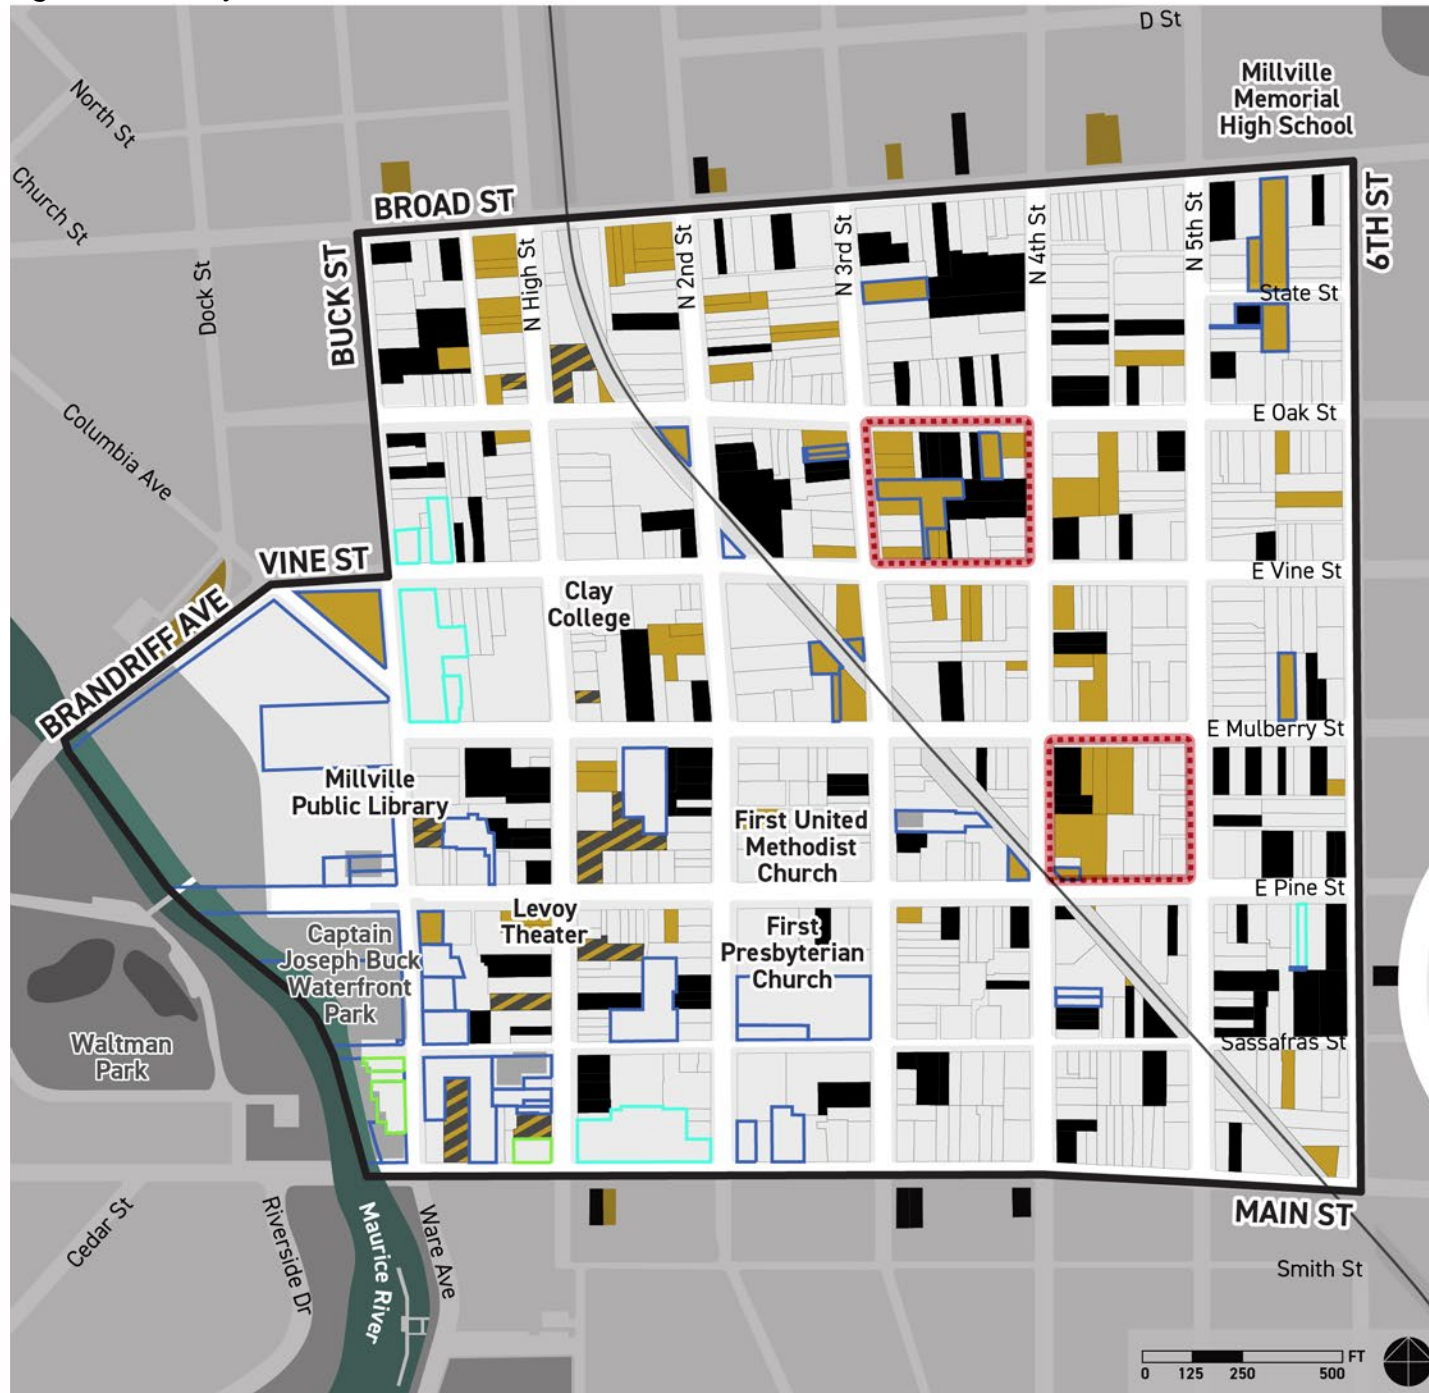 D St
Millville
Memorial
High School
North St
Church St
BROAD ST
6TH ST
BUCK ST
N High St
N 2nd St
N 3rd St
N 4th St
N 5th St
Dock St
State St
E Oak St
Columbia Ave
VINE ST
E Vine St
Clay
College
BRANDRIFF AVE
E Mulberry St
Millville
Public Library
First United
Methodist
Church
E Pine St
Levoy
Theater
First
Presbyterian
Church
Captain
Joseph Buck
Waterfront
Park
Waltman
Park
Sassafras St
MAIN ST
Cedar St
Riverside Dr
Maurice River
Ware Ave
Smith St
0 125 250 500 FT